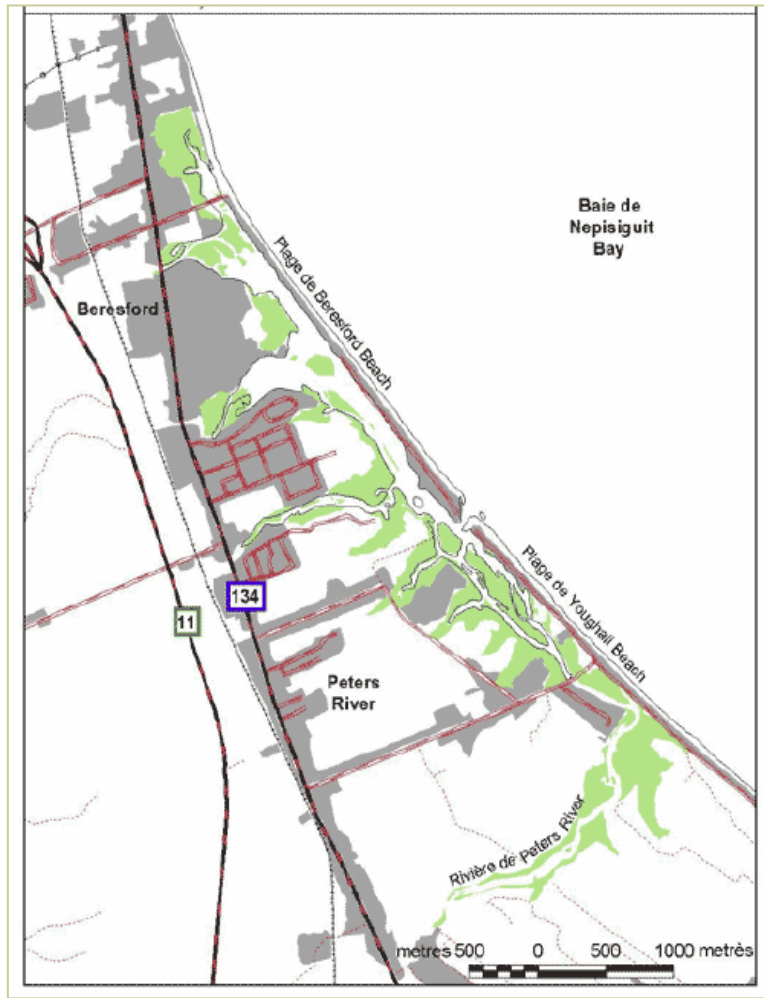 Baie de
Nepisiguit
Bay
Plage de Beresford Beach
Beresford
134
11
Plage de Youghall Beach
Peters
River
Rivière de Peters River
metres 500 0 500 1000 metrès